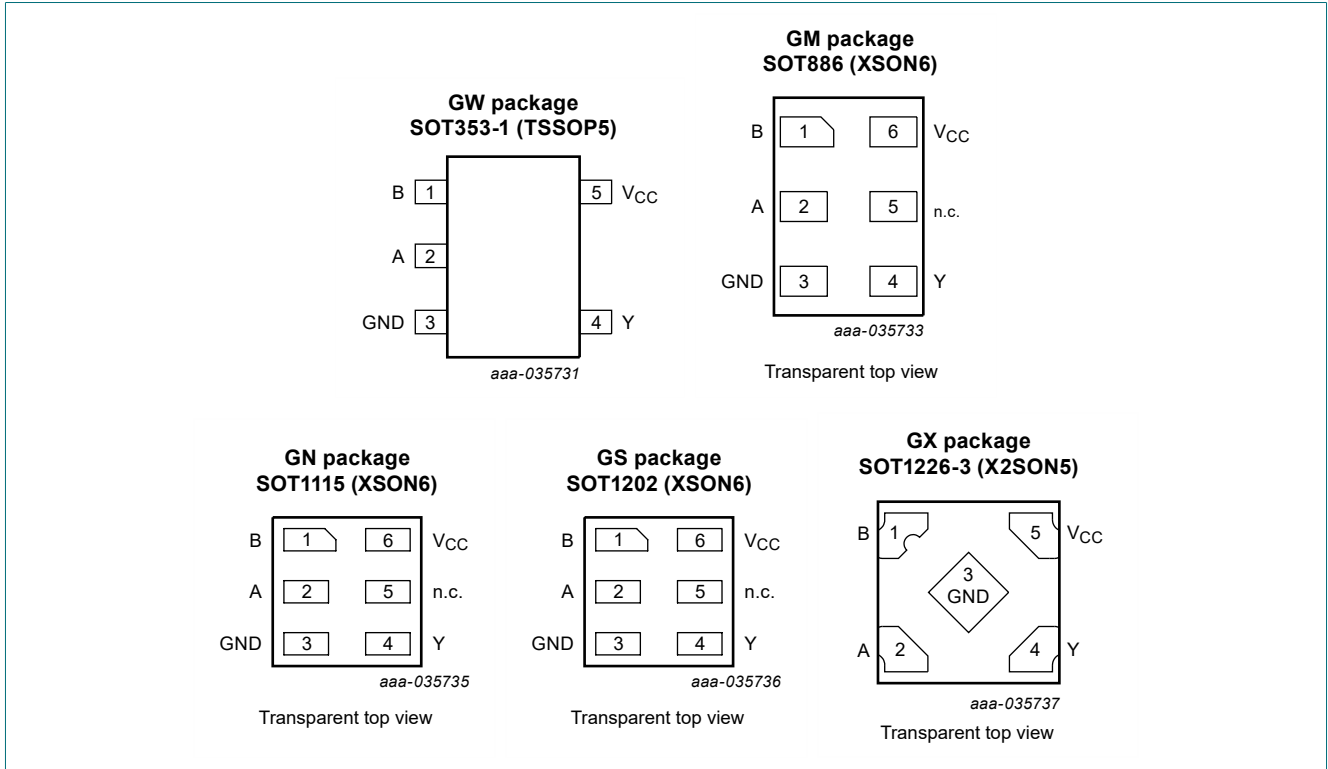 GW package
SOT353-1 (TSSOP5)
B 1 5 VCC
A 2
GND 3 4 Y
aaa-035731
GM package
SOT886 (XSON6)
B 1 6 VCC
A 2 5 n.c.
GND 3 4 Y
aaa-035733
Transparent top view
GN package
SOT1115 (XSON6)
B 1 6 VCC
A 2 5 n.c.
GND 3 4 Y
aaa-035735
Transparent top view
GS package
SOT1202 (XSON6)
B 1 6 VCC
A 2 5 n.c.
GND 3 4 Y
aaa-035736
Transparent top view
GX package
SOT1226-3 (X2SON5)
B 1 5 VCC
3
GND
A 2 4 Y
aaa-035737
Transparent top view